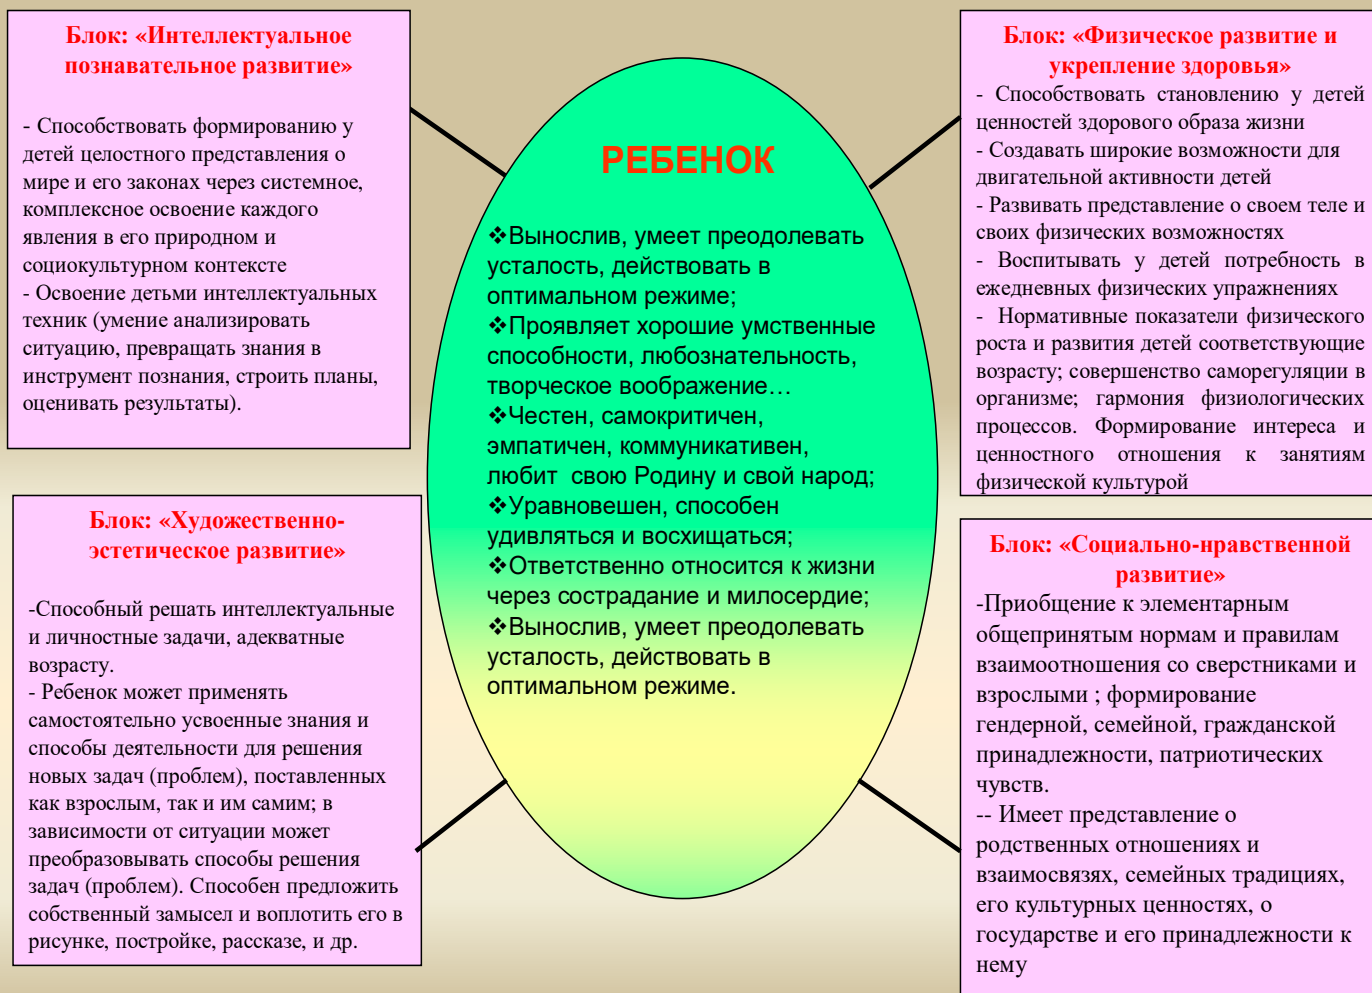 Блок: «Интеллектуальное
познавательное развитие»
- Способствовать формированию у
детей целостного представления о
мире и его законах через системное,
комплексное освоение каждого
явления в его природном и
социокультурном контексте
- Освоение детьми интеллектуальных
техник (умение анализировать
ситуацию, превращать знания в
инструмент познания, строить планы,
оценивать результаты).
Блок: «Художественно-
эстетическое развитие»
-Способный решать интеллектуальные
и личностные задачи, адекватные
возрасту.
- Ребенок может применять
самостоятельно усвоенные знания и
способы деятельности для решения
новых задач (проблем), поставленных
как взрослым, так и им самим; в
зависимости от ситуации может
преобразовывать способы решения
задач (проблем). Способен предложить
собственный замысел и воплотить его в
рисунке, постройке, рассказе, и др.
РЕБЕНОК
❖Вынослив, умеет преодолевать
усталость, действовать в
оптимальном режиме;
❖Проявляет хорошие умственные
способности, любознательность,
творческое воображение…
❖Честен, самокритичен,
эмпатичен, коммуникативен,
любит свою Родину и свой народ;
❖Уравновешен, способен
удивляться и восхищаться;
❖Ответственно относится к жизни
через сострадание и милосердие;
❖Вынослив, умеет преодолевать
усталость, действовать в
оптимальном режиме.
Блок: «Физическое развитие и
укрепление здоровья»
- Способствовать становлению у детей
ценностей здорового образа жизни
- Создавать широкие возможности для
двигательной активности детей
- Развивать представление о своем теле и
своих физических возможностях
- Воспитывать у детей потребность в
ежедневных физических упражнениях
- Нормативные показатели физического
роста и развития детей соответствующие
возрасту; совершенство саморегуляции в
организме; гармония физиологических
процессов. Формирование интереса и
ценностного отношения к занятиям
физической культурой
Блок: «Социально-нравственной
развитие»
-Приобщение к элементарным
общепринятым нормам и правилам
взаимоотношения со сверстниками и
взрослыми ; формирование
гендерной, семейной, гражданской
принадлежности, патриотических
чувств.
-- Имеет представление о
родственных отношениях и
взаимосвязях, семейных традициях,
его культурных ценностях, о
государстве и его принадлежности к
нему